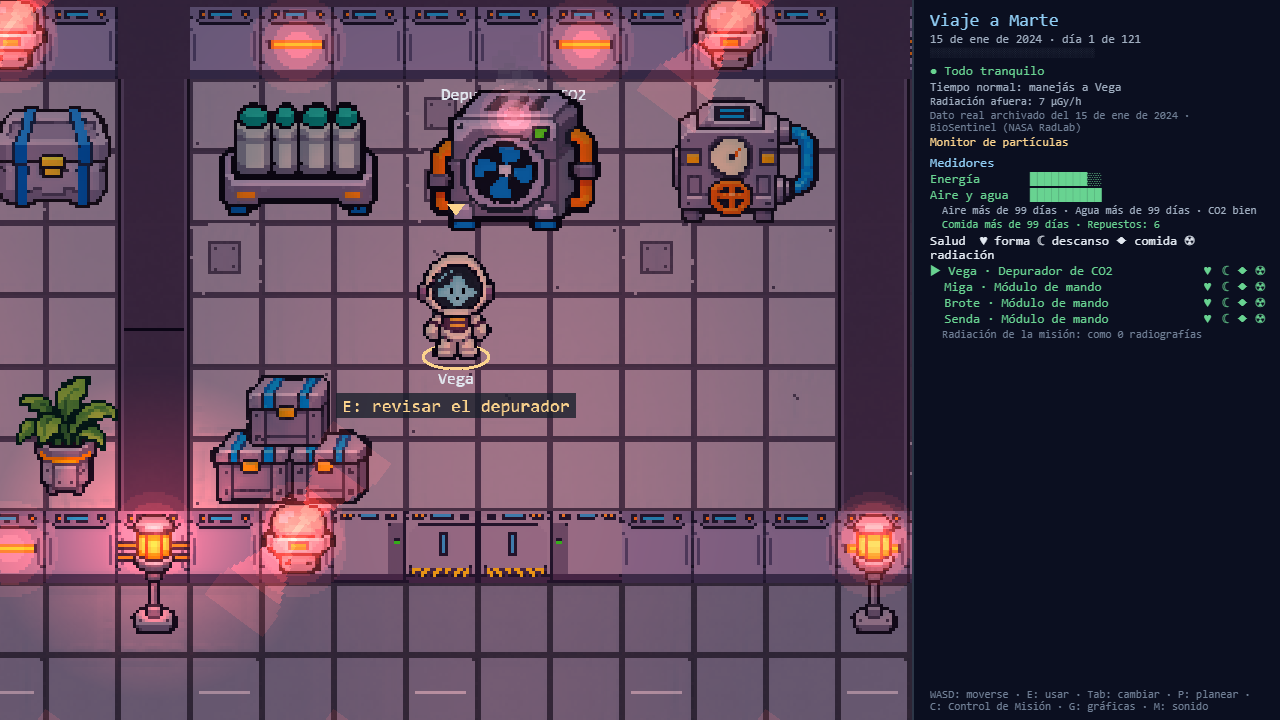 Viaje a Marte
15 de ene de 2024 · día 1 de 121
● Todo tranquilo
Tiempo normal: manejás a Vega
Radiación afuera: 7 µGy/h
Dato real archivado del 15 de ene de 2024 ·
BioSentinel (NASA RadLab)
Monitor de partículas
Medidores
Energía
Aire y agua
Aire más de 99 días · Agua más de 99 días · CO2 bien
Comida más de 99 días · Repuestos: 6
Salud ♥ forma ☾ descanso ◆ comida ☢
radiación
▶ Vega · Depurador de CO2 ♥ ☾ ◆ ☢
Miga · Módulo de mando ♥ ☾ ◆ ☢
Brote · Módulo de mando ♥ ☾ ◆ ☢
Senda · Módulo de mando ♥ ☾ ◆ ☢
Radiación de la misión: como 0 radiografías
CO2
Vega
E: revisar el depurador
WASD: moverse · E: usar · Tab: cambiar · P: planear ·
C: Control de Misión · G: gráficas · M: sonido